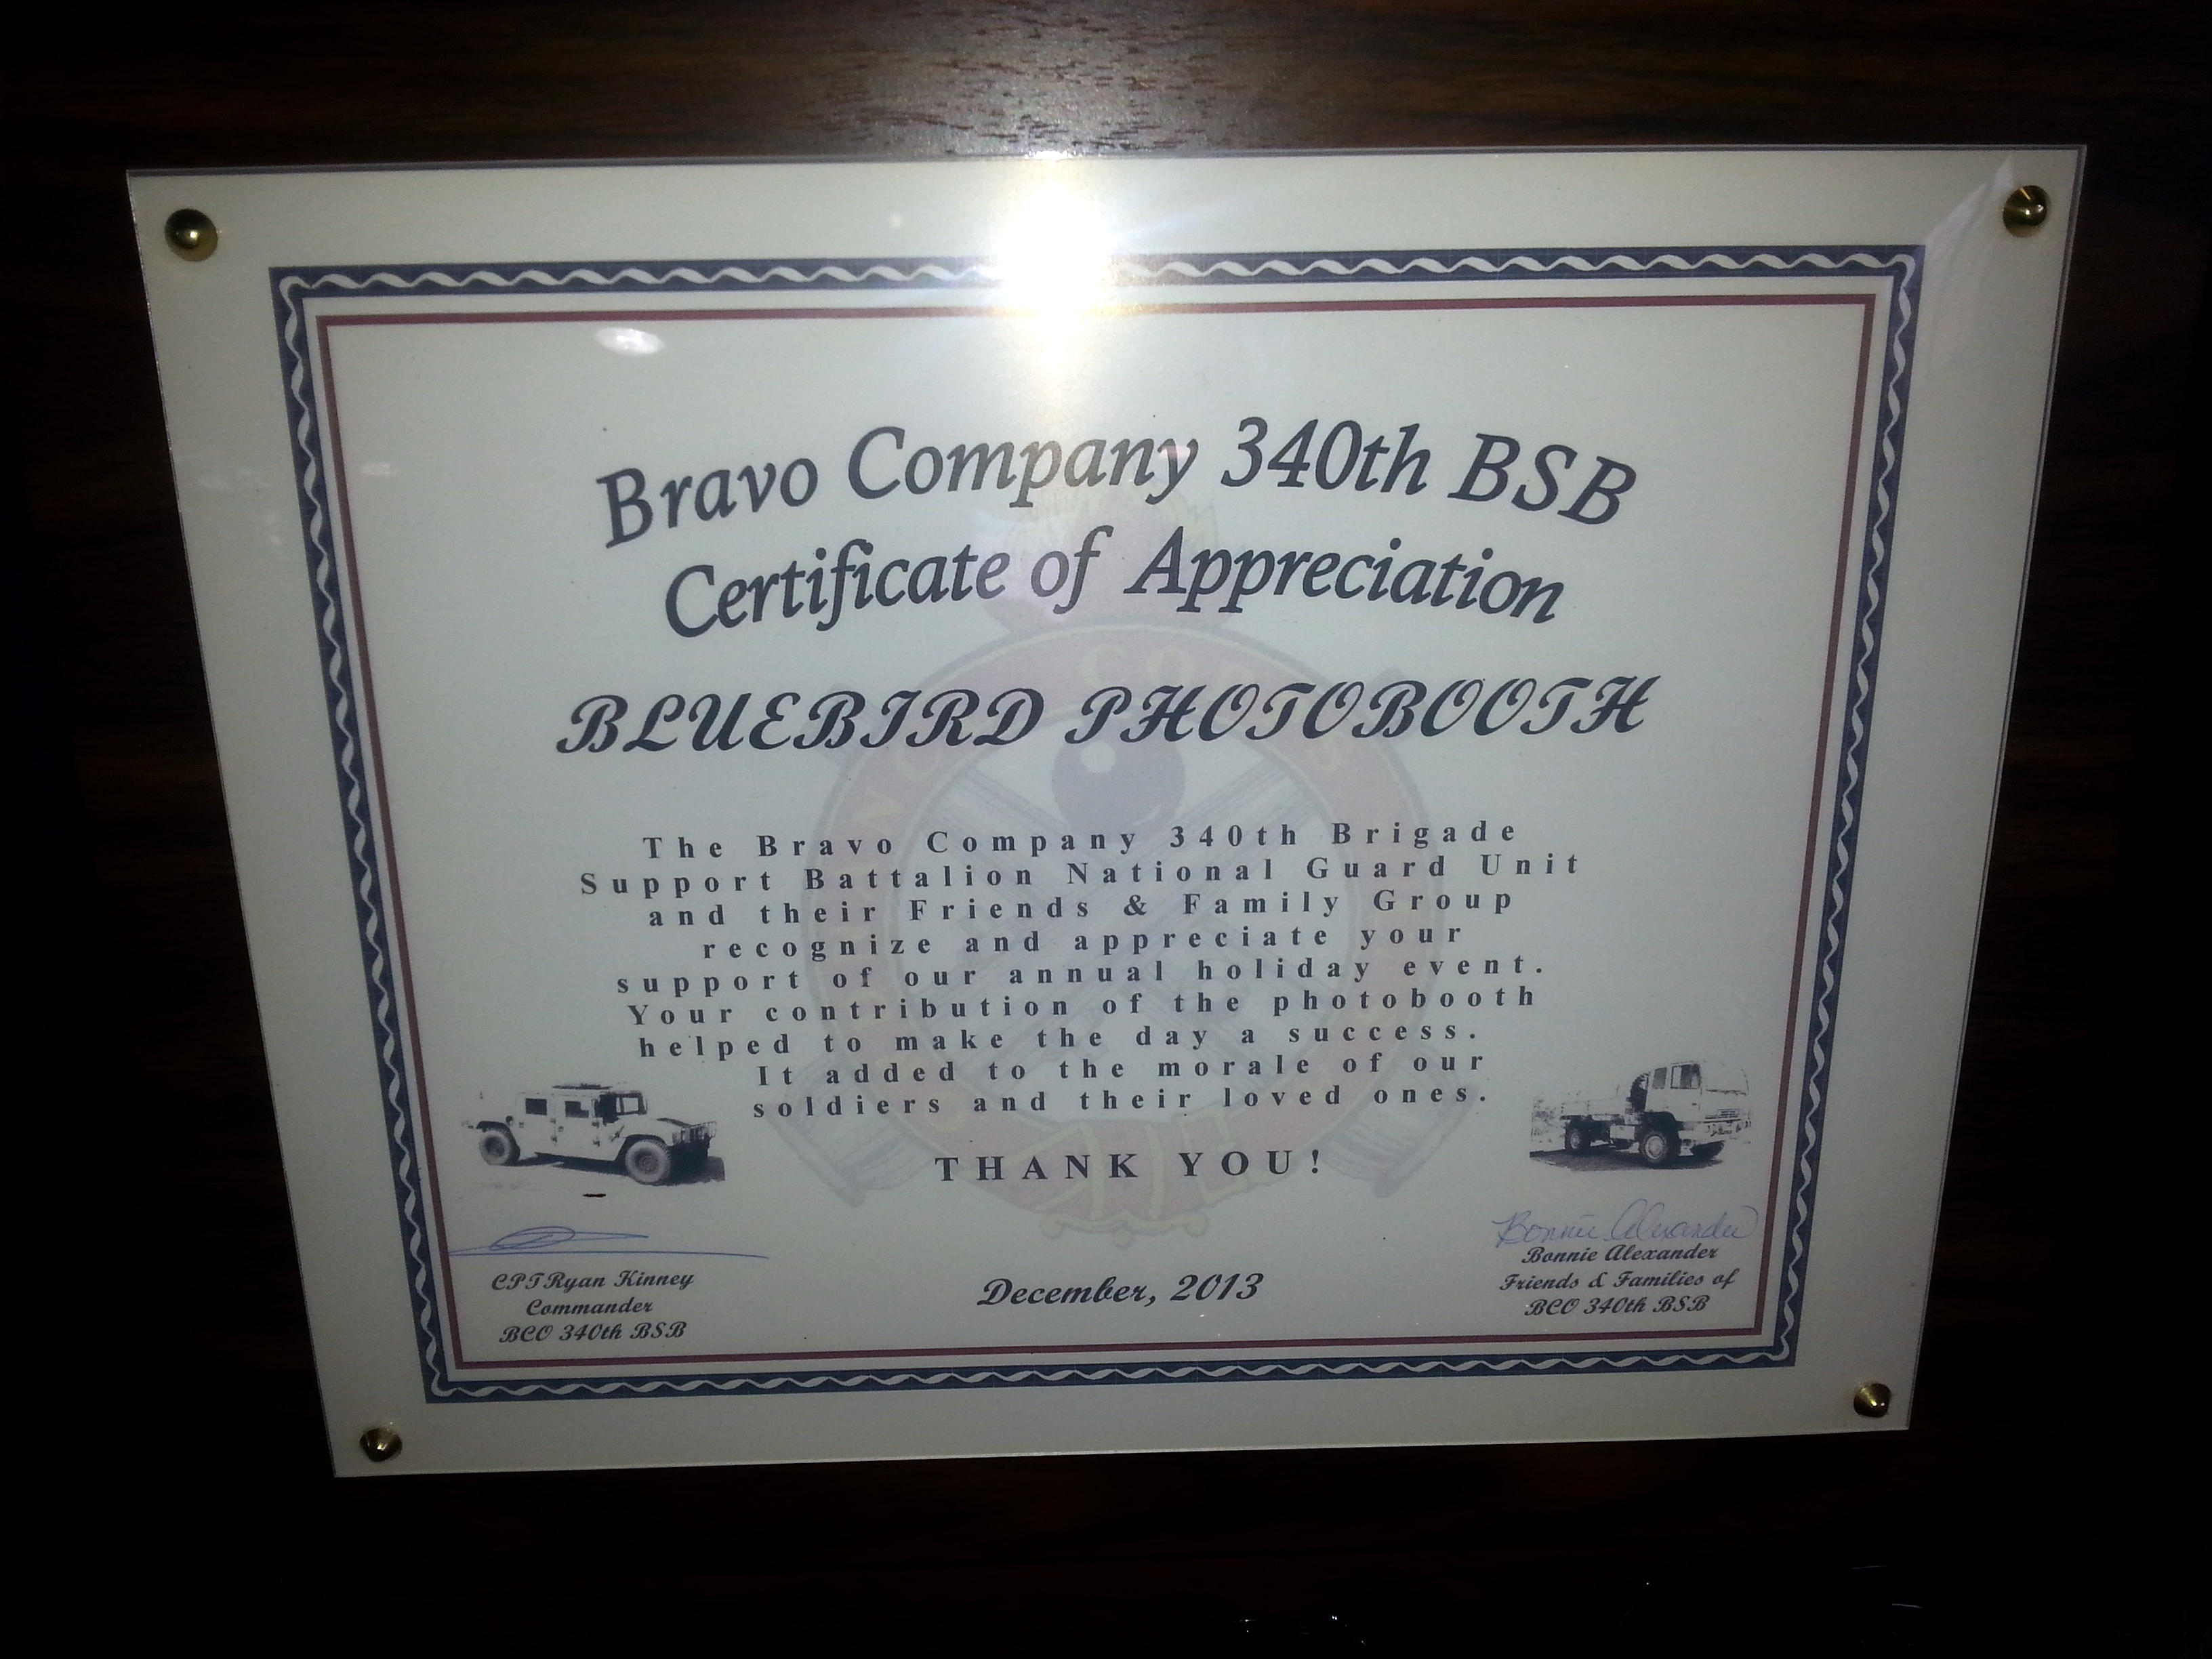 Bravo Company 340th BSB
Certificate of Appreciation
BLUEBIRD PHOTOBOOTH
The Bravo Company 340th Brigade
Support Battalion National Guard Unit
and their Friends & Family Group
recognize and appreciate your
support of our annual holiday event.
Your contribution of the photobooth
helped to make the day a success.
It added to the morale of our
soldiers and their loved ones.
THANK YOU!
CPT Ryan Kinney
Commander
BCO 340th BSB
December, 2013
Bonnie Alexander
Bonnie Alexander
Friends & Families of
BCO 340th BSB